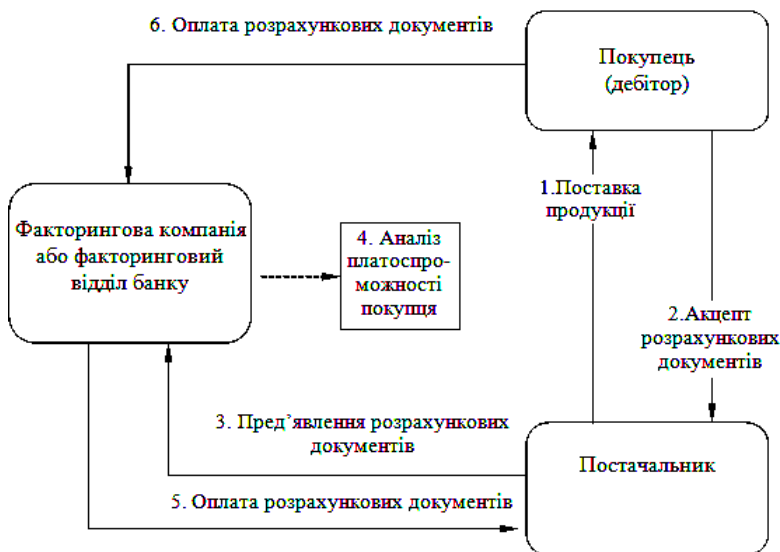 6. Оплата розрахункових документів
Покупець
(дебітор)
1.Поставка
продукції
Факторингова компанія
або факторинговий
відділ банку
4. Аналіз
платоспро-
можності
покупця
2.Акцепт
розрахункових
документів
3. Пред’явлення розрахункових
документів
Постачальник
5. Оплата розрахункових документів